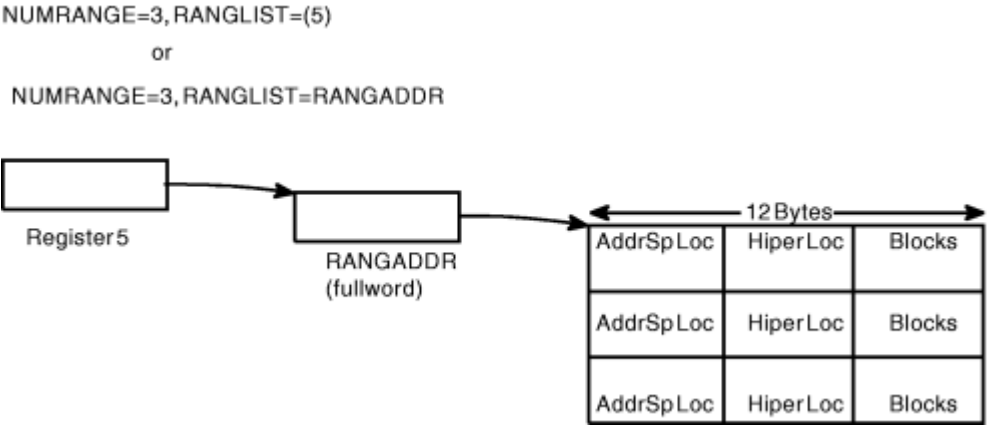 NUMRANGE=3, RANGLIST=(5)
or
NUMRANGE=3, RANGLIST=RANGADDR
12 Bytes
Register 5
RANGADDR
(fullword)
AddrSpLoc HiperLoc Blocks
AddrSpLoc HiperLoc Blocks
AddrSpLoc HiperLoc Blocks